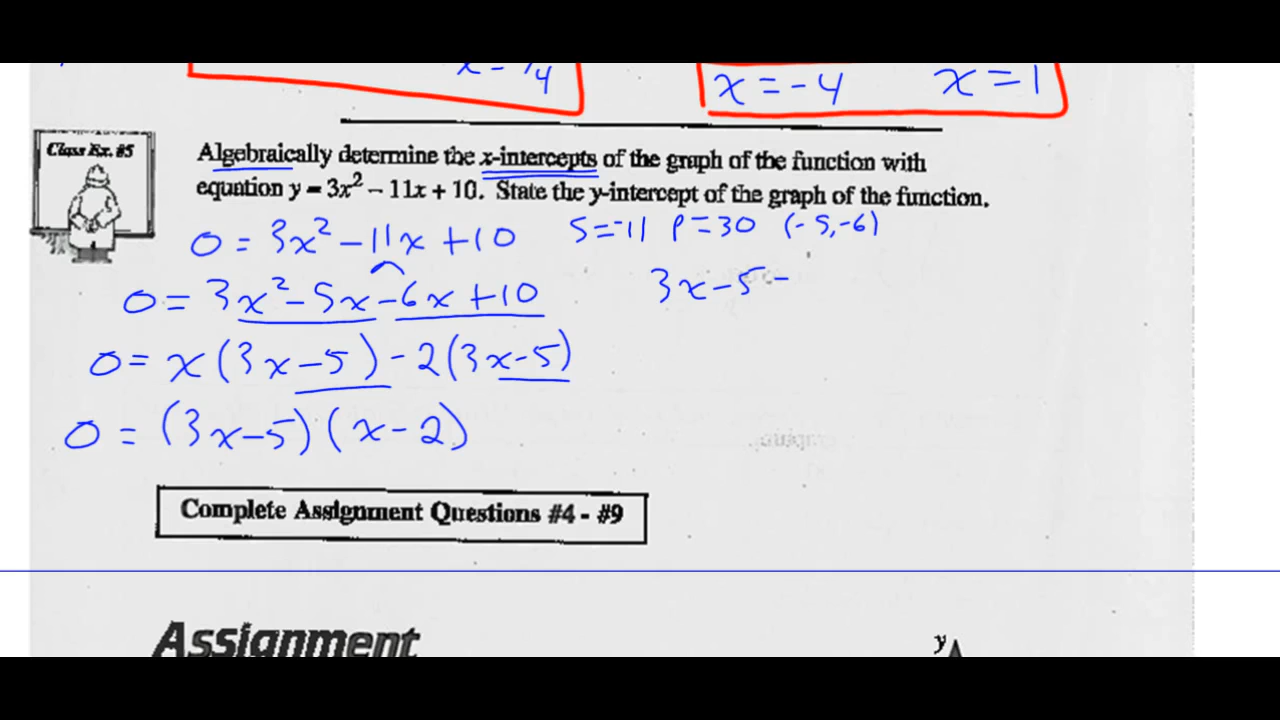 x = 1/4
x = -4 x = 1
Class Ex. #5
Algebraically determine the x-intercepts of the graph of the function with
equation y = 3x² – 11x + 10. State the y-intercept of the graph of the function.
0 = 3x² - 11x + 10 S = -11 P = 30 (-5,-6)
0 = 3x² - 5x - 6x + 10 3x - 5 -
0 = x (3x - 5) - 2 (3x - 5)
0 = (3x - 5) (x - 2)
Complete Assignment Questions #4 - #9
Assignment
y